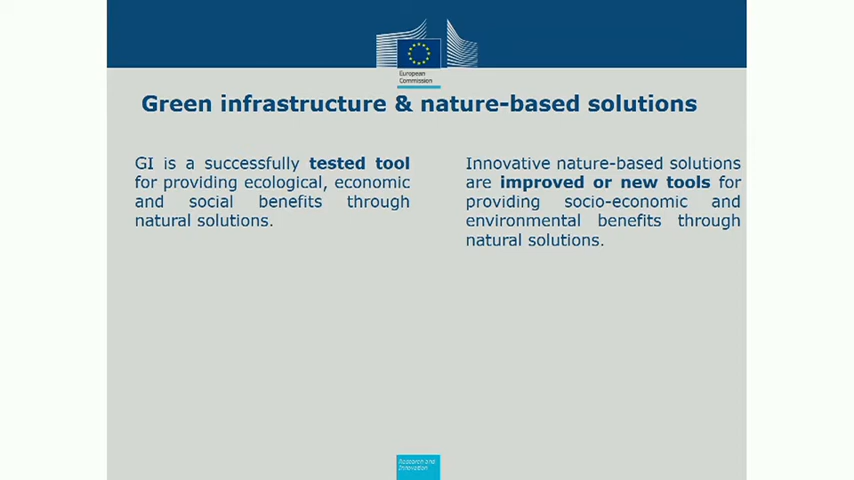 European
Commission
Green infrastructure & nature-based solutions
GI is a successfully tested tool
for providing ecological, economic
and social benefits through
natural solutions.
Innovative nature-based solutions
are improved or new tools for
providing socio-economic and
environmental benefits through
natural solutions.
Research and
Innovation